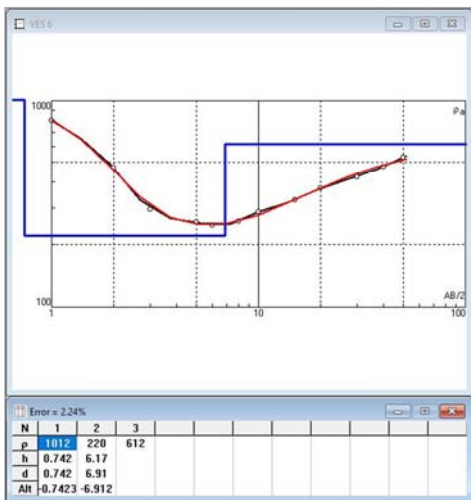 VES 6
1000
ρa
100
AB/2
1
10
100
Error = 2.24%
N 1 2 3
ρ 1012 220 612
h 0.742 6.17
d 0.742 6.91
Alt -0.7423 -6.912